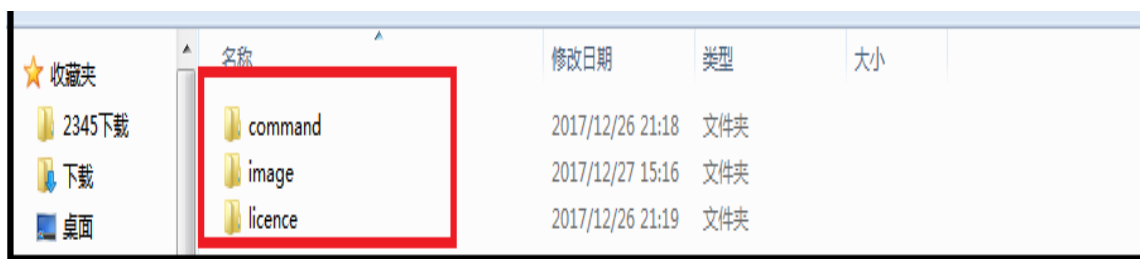 名称 修改日期 类型 大小
收藏夹
2345下载
下载
桌面
command 2017/12/26 21:18 文件夹
image 2017/12/27 15:16 文件夹
licence 2017/12/26 21:19 文件夹